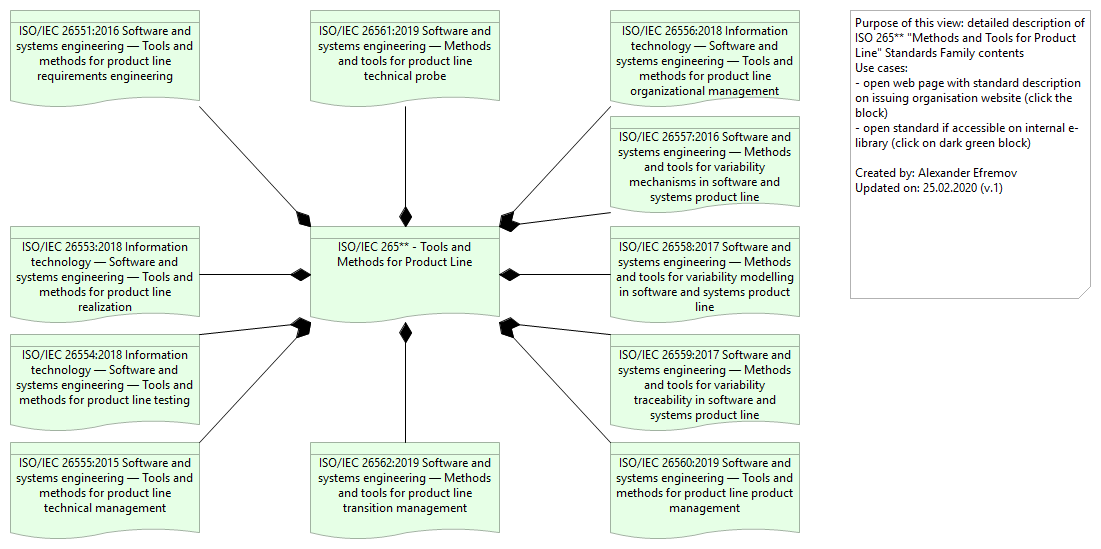 ISO/IEC 26551:2016 Software and
systems engineering — Tools and
methods for product line
requirements engineering
ISO/IEC 26561:2019 Software and
systems engineering — Methods
and tools for product line
technical probe
ISO/IEC 26556:2018 Information
technology — Software and
systems engineering — Tools and
methods for product line
organizational management
ISO/IEC 26557:2016 Software and
systems engineering — Methods
and tools for variability
mechanisms in software and
systems product line
ISO/IEC 26553:2018 Information
technology — Software and
systems engineering — Tools and
methods for product line
realization
ISO/IEC 265** - Tools and
Methods for Product Line
ISO/IEC 26558:2017 Software and
systems engineering — Methods
and tools for variability modelling
in software and systems product
line
ISO/IEC 26554:2018 Information
technology — Software and
systems engineering — Tools and
methods for product line testing
ISO/IEC 26559:2017 Software and
systems engineering — Methods
and tools for variability
traceability in software and
systems product line
ISO/IEC 26555:2015 Software and
systems engineering — Tools and
methods for product line
technical management
ISO/IEC 26562:2019 Software and
systems engineering — Methods
and tools for product line
transition management
ISO/IEC 26560:2019 Software and
systems engineering — Tools and
methods for product line product
management
Purpose of this view: detailed description of
ISO 265** "Methods and Tools for Product
Line" Standards Family contents
Use cases:
- open web page with standard description
on issuing organisation website (click the
block)
- open standard if accessible on internal e-
library (click on dark green block)
Created by: Alexander Efremov
Updated on: 25.02.2020 (v.1)